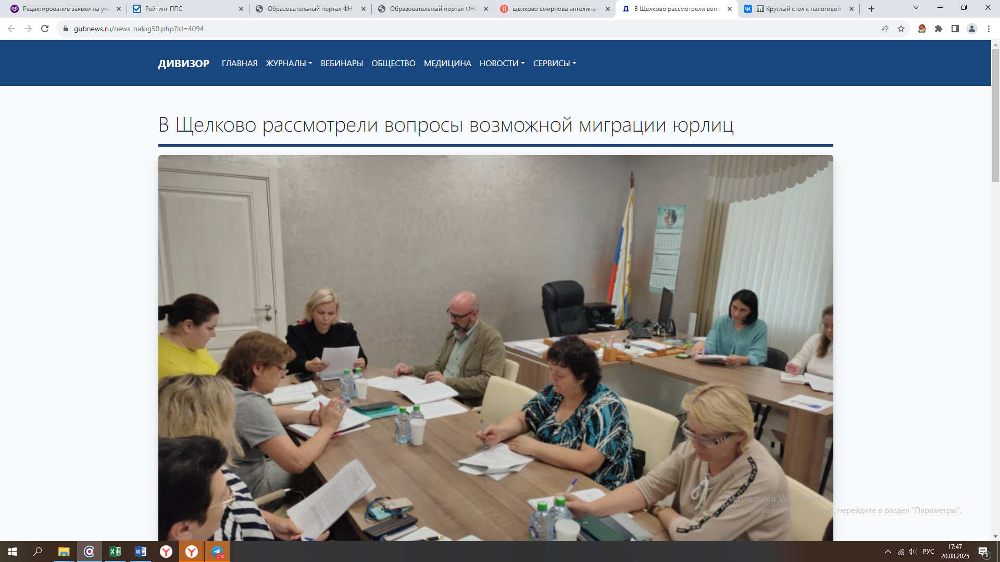 Редактирование заявки на уча
Рейтинг ППС
Образовательный портал ФНС
Образовательный портал ФНС
щелково смирнова ангелина
В Щелково рассмотрели вопр
Круглый стол с налоговой
gubnews.ru/news_nalog50.php?id=4094
ДИВИЗОР ГЛАВНАЯ ЖУРНАЛЫ ВЕБИНАРЫ ОБЩЕСТВО МЕДИЦИНА НОВОСТИ СЕРВИСЫ
В Щелково рассмотрели вопросы возможной миграции юрлиц
Активация Windows
Чтобы активировать Windows, перейдите в раздел "Параметры".
РУС
17:47
20.08.2025